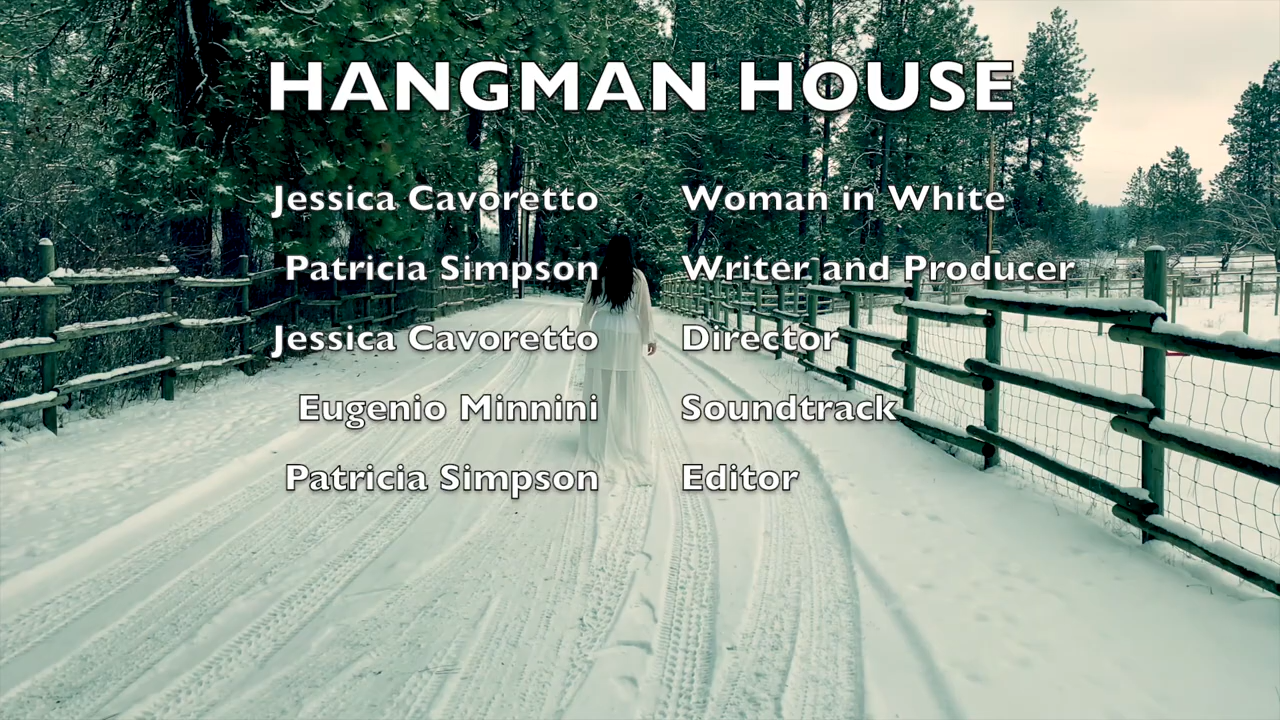 HANGMAN HOUSE
Jessica Cavoretto Woman in White
Patricia Simpson Writer and Producer
Jessica Cavoretto Director
Eugenio Minnini Soundtrack
Patricia Simpson Editor